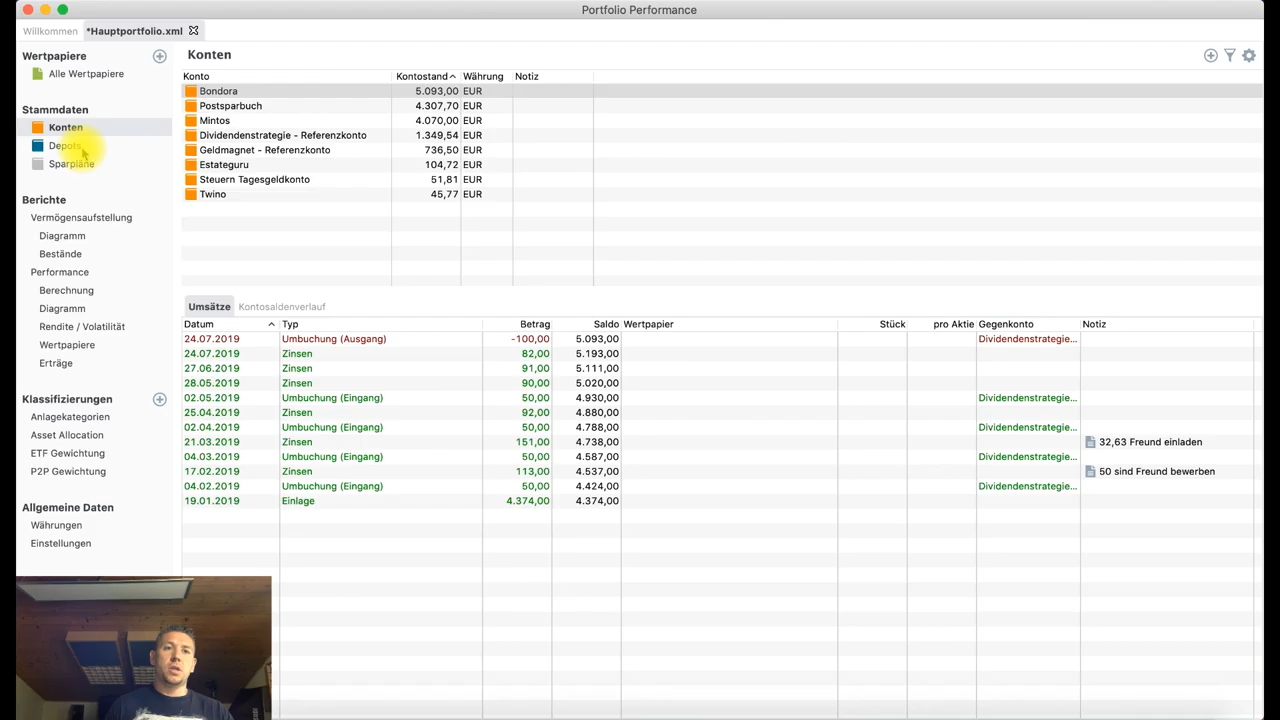 Portfolio Performance
Willkommen *Hauptportfolio.xml
Wertpapiere
Alle Wertpapiere
Stammdaten
Konten
Depots
Sparpläne
Berichte
Vermögensaufstellung
Diagramm
Bestände
Performance
Berechnung
Diagramm
Rendite / Volatilität
Wertpapiere
Erträge
Klassifizierungen
Anlagekategorien
Asset Allocation
ETF Gewichtung
P2P Gewichtung
Allgemeine Daten
Währungen
Einstellungen
Konten
Konto Kontostand Währung Notiz
Bondora 5.093,00 EUR
Postsparbuch 4.307,70 EUR
Mintos 4.070,00 EUR
Dividendenstrategie - Referenzkonto 1.349,54 EUR
Geldmagnet - Referenzkonto 736,50 EUR
Estateguru 104,72 EUR
Steuern Tagesgeldkonto 51,81 EUR
Twino 45,77 EUR
Umsätze Kontosaldenverlauf
Datum Typ Betrag Saldo Wertpapier Stück pro Aktie Gegenkonto Notiz
24.07.2019 Umbuchung (Ausgang) -100,00 5.093,00 Dividendenstrategie...
24.07.2019 Zinsen 82,00 5.193,00
27.06.2019 Zinsen 91,00 5.111,00
28.05.2019 Zinsen 90,00 5.020,00
02.05.2019 Umbuchung (Eingang) 50,00 4.930,00 Dividendenstrategie...
25.04.2019 Zinsen 92,00 4.880,00
02.04.2019 Umbuchung (Eingang) 50,00 4.788,00 Dividendenstrategie...
21.03.2019 Zinsen 151,00 4.738,00 32,63 Freund einladen
04.03.2019 Umbuchung (Eingang) 50,00 4.587,00 Dividendenstrategie...
17.02.2019 Zinsen 113,00 4.537,00 50 sind Freund bewerben
04.02.2019 Umbuchung (Eingang) 50,00 4.424,00 Dividendenstrategie...
19.01.2019 Einlage 4.374,00 4.374,00